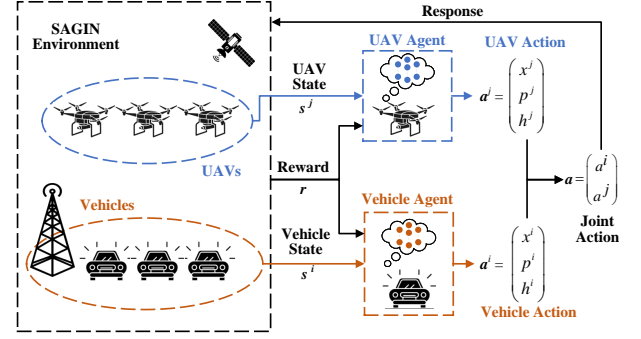 Response
SAGIN
Environment
UAV Agent
UAV Action
UAV
State
s^j
a^i = ( x^j
p^j
h^j )
UAVs
Reward
r
a = ( a^i
a^j )
Joint
Action
Vehicles
Vehicle Agent
Vehicle
State
s^i
a^i = ( x^i
p^i
h^i )
Vehicle Action